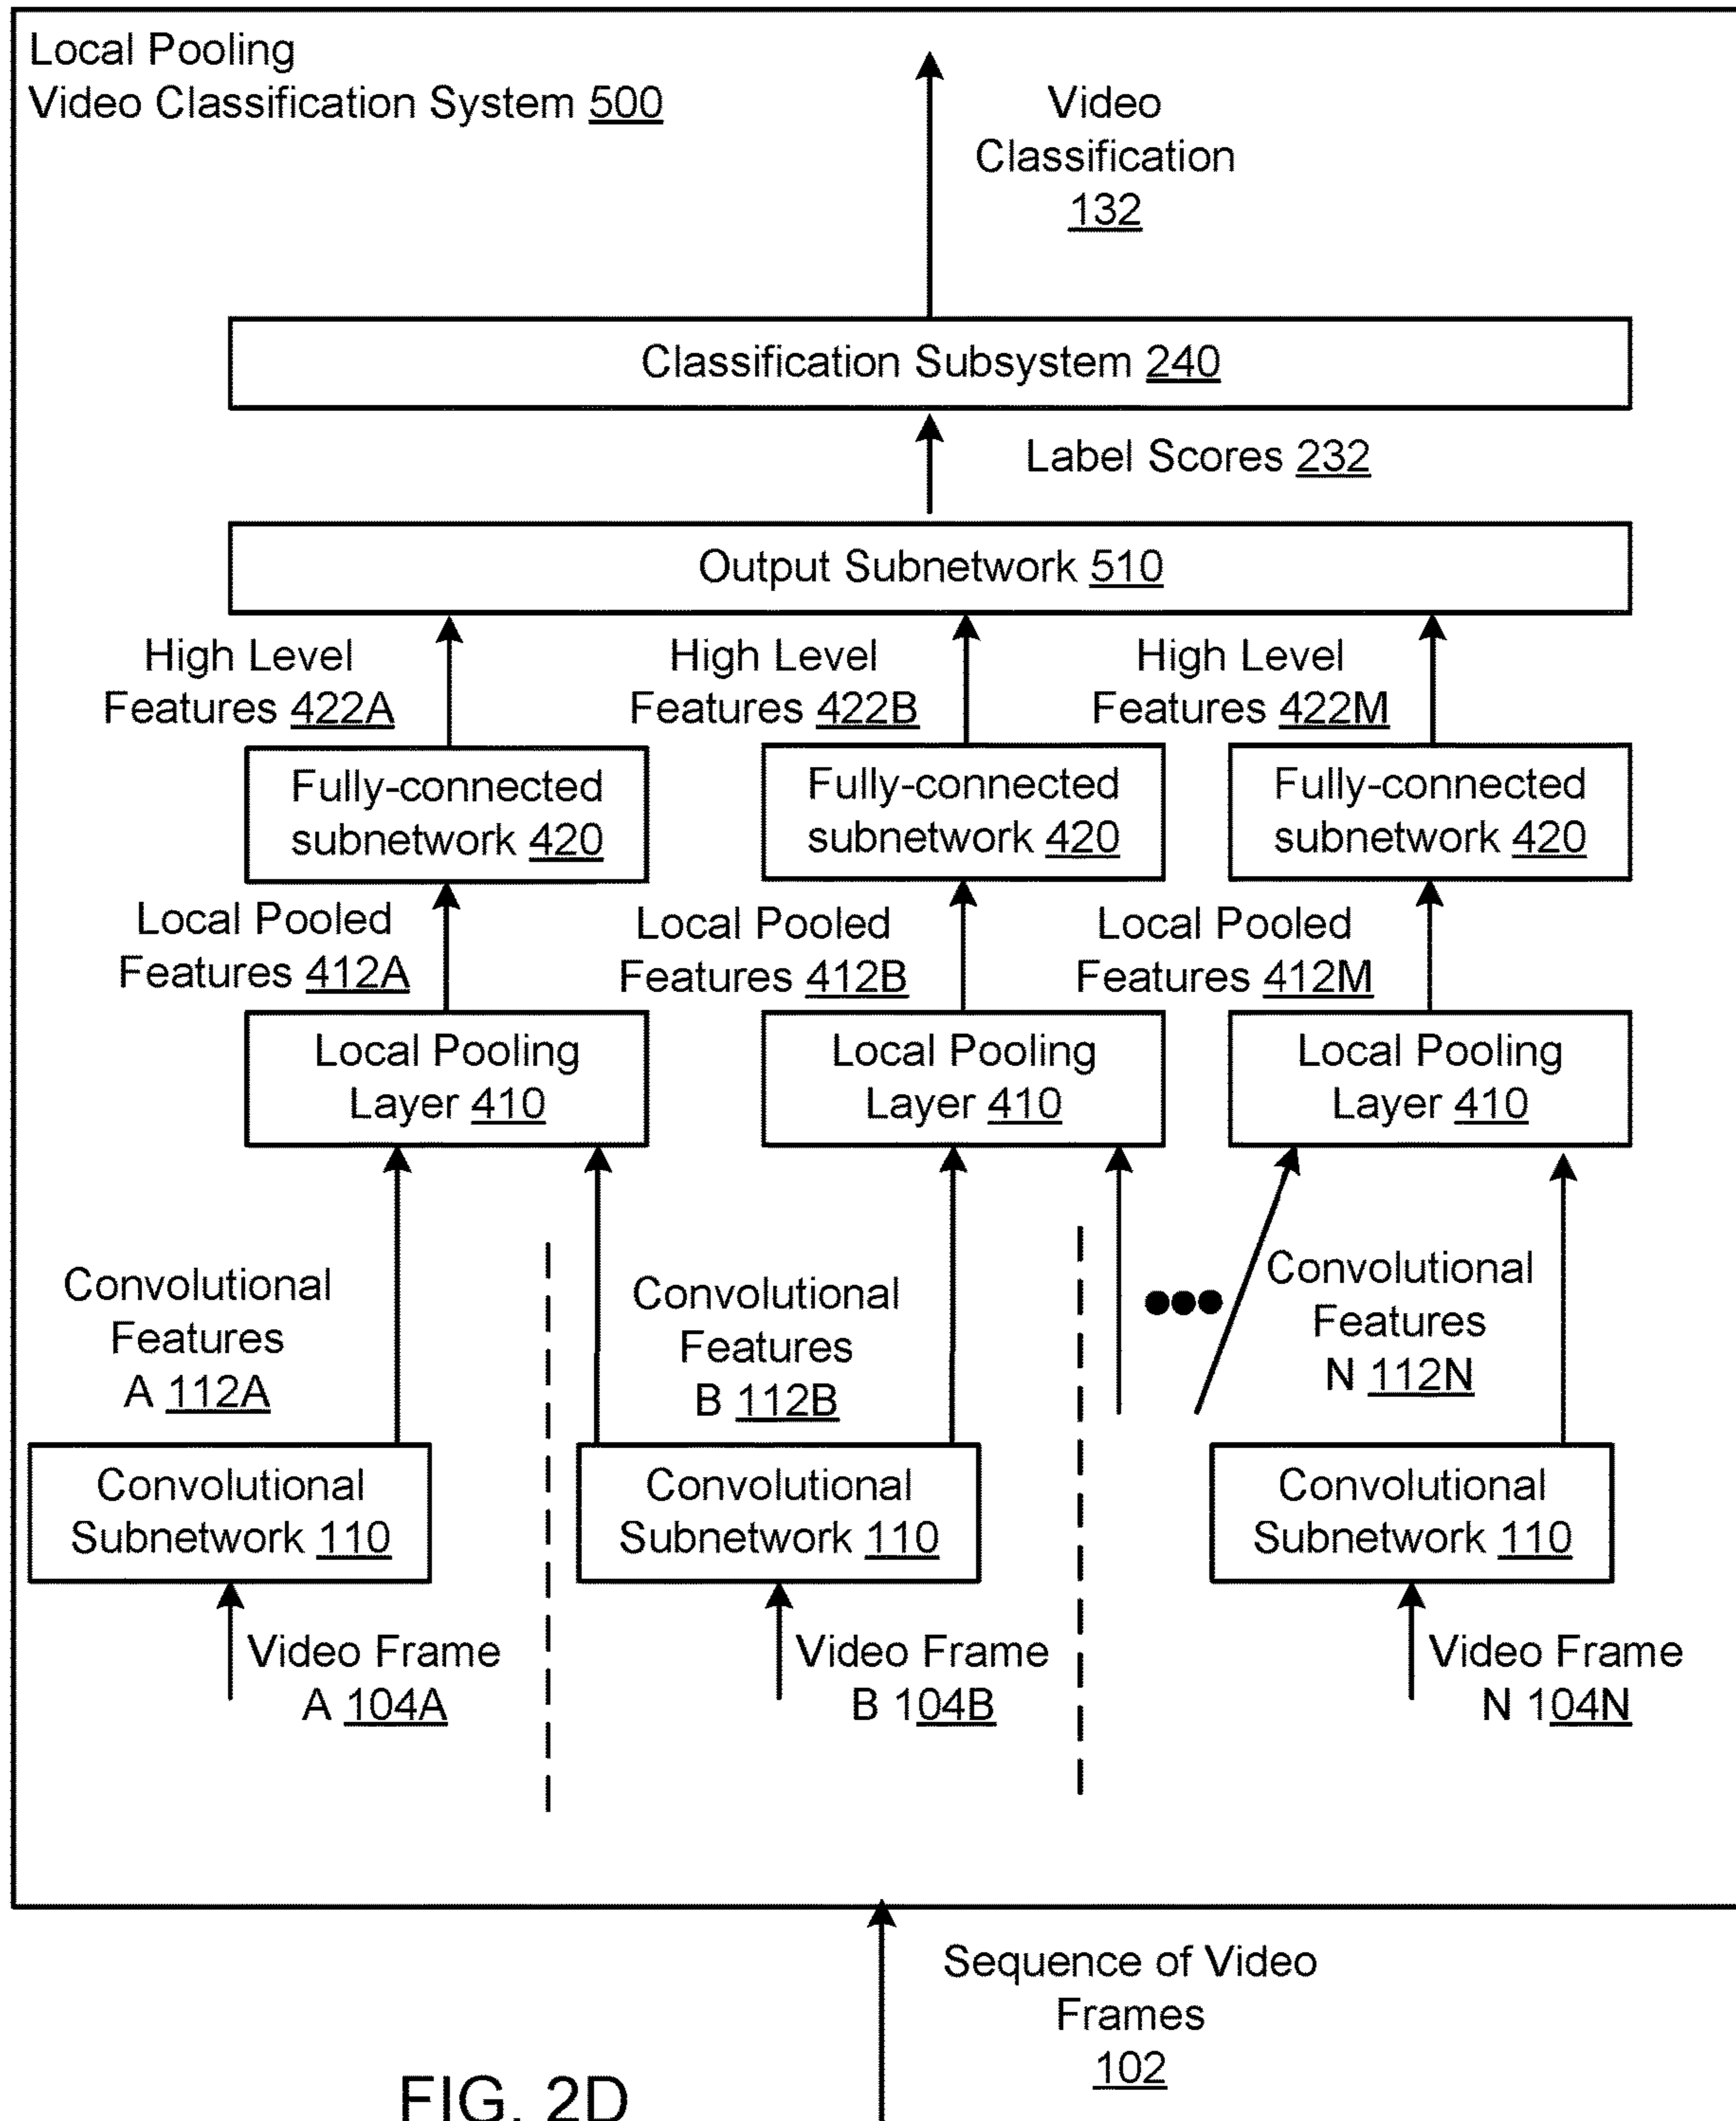 Local Pooling
Video Classification System 500
Video
Classification
132
Classification Subsystem 240
Label Scores 232
Output Subnetwork 510
High Level
Features 422A
High Level
Features 422B
High Level
Features 422M
Fully-connected
subnetwork 420
Fully-connected
subnetwork 420
Fully-connected
subnetwork 420
Local Pooled
Features 412A
Local Pooled
Features 412B
Local Pooled
Features 412M
Local Pooling
Layer 410
Local Pooling
Layer 410
Local Pooling
Layer 410
Convolutional
Features
A 112A
Convolutional
Features
B 112B
Convolutional
Features
N 112N
Convolutional
Subnetwork 110
Convolutional
Subnetwork 110
Convolutional
Subnetwork 110
Video Frame
A 104A
Video Frame
B 104B
Video Frame
N 104N
Sequence of Video
Frames
102
FIG. 2D